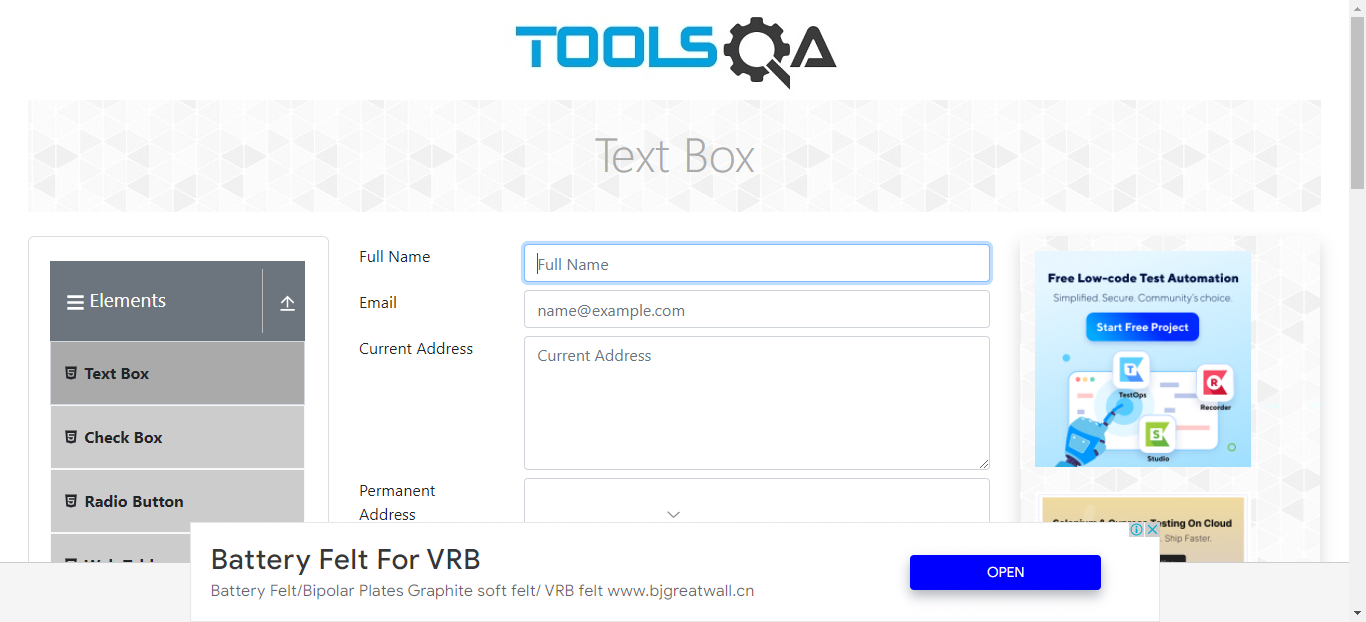 TOOLSQA
Text Box
Elements
Text Box
Check Box
Radio Button
Full Name
Full Name
Email
name@example.com
Current Address
Current Address
Permanent
Address
Free Low-code Test Automation
Simplified. Secure. Community's choice.
Start Free Project
TestOps
Recorder
Studio
Testing On Cloud
Ship Faster.
Battery Felt For VRB
Battery Felt/Bipolar Plates Graphite soft felt/ VRB felt www.bjgreatwall.cn
OPEN